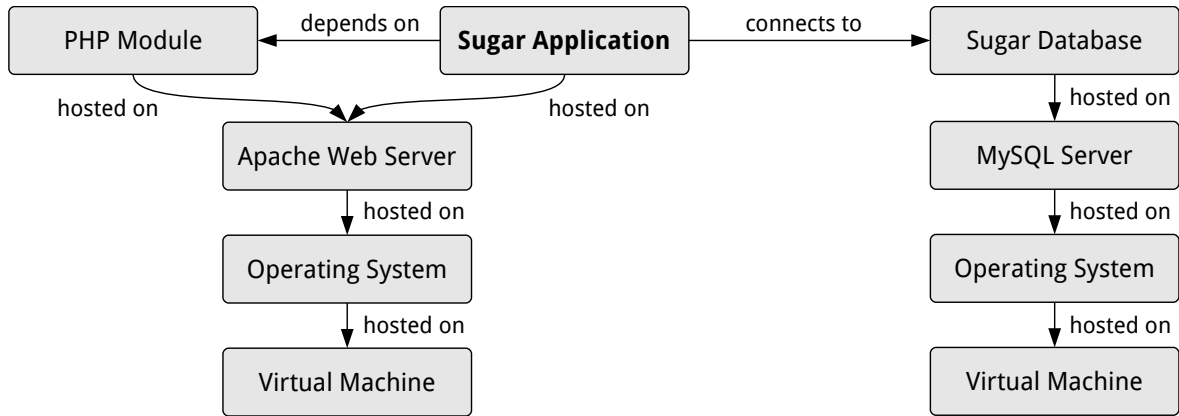 depends on
connects to
PHP Module
Sugar Application
Sugar Database
hosted on
hosted on
hosted on
Apache Web Server
MySQL Server
hosted on
hosted on
Operating System
Operating System
hosted on
hosted on
Virtual Machine
Virtual Machine